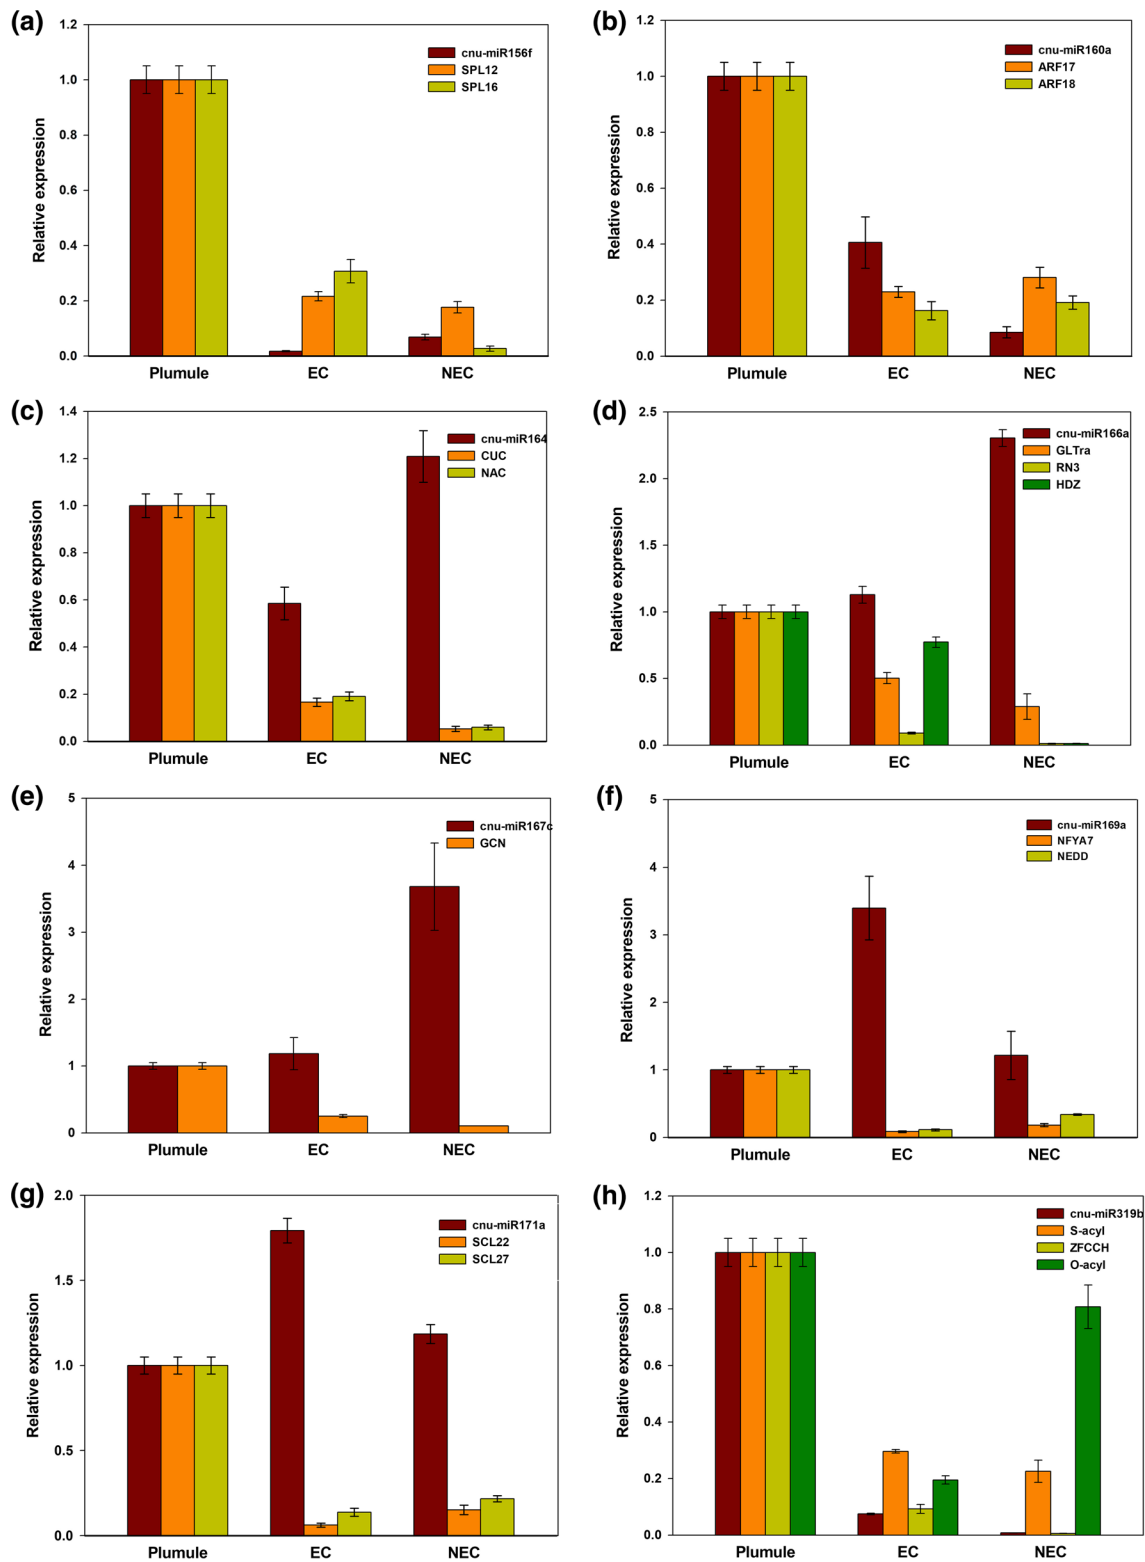 (a)
1.2
1.0
0.8
0.6
0.4
0.2
0.0
Relative expression
cnu-miR156f
SPL12
SPL16
Plumule EC NEC
(b)
1.2
1.0
0.8
0.6
0.4
0.2
0.0
Relative expression
cnu-miR160a
ARF17
ARF18
Plumule EC NEC
(c)
1.4
1.2
1.0
0.8
0.6
0.4
0.2
0.0
Relative expression
cnu-miR164
CUC
NAC
Plumule EC NEC
(d)
2.5
2.0
1.5
1.0
0.5
0.0
Relative expression
cnu-miR166a
GLTra
RN3
HDZ
Plumule EC NEC
(e)
5
4
3
2
1
0
Relative expression
cnu-miR167c
GCN
Plumule EC NEC
(f)
5
4
3
2
1
0
Relative expression
cnu-miR169a
NFYA7
NEDD
Plumule EC NEC
(g)
2.0
1.5
1.0
0.5
0.0
Relative expression
cnu-miR171a
SCL22
SCL27
Plumule EC NEC
(h)
1.2
1.0
0.8
0.6
0.4
0.2
0.0
Relative expression
cnu-miR319b
S-acyl
ZFCCH
O-acyl
Plumule EC NEC